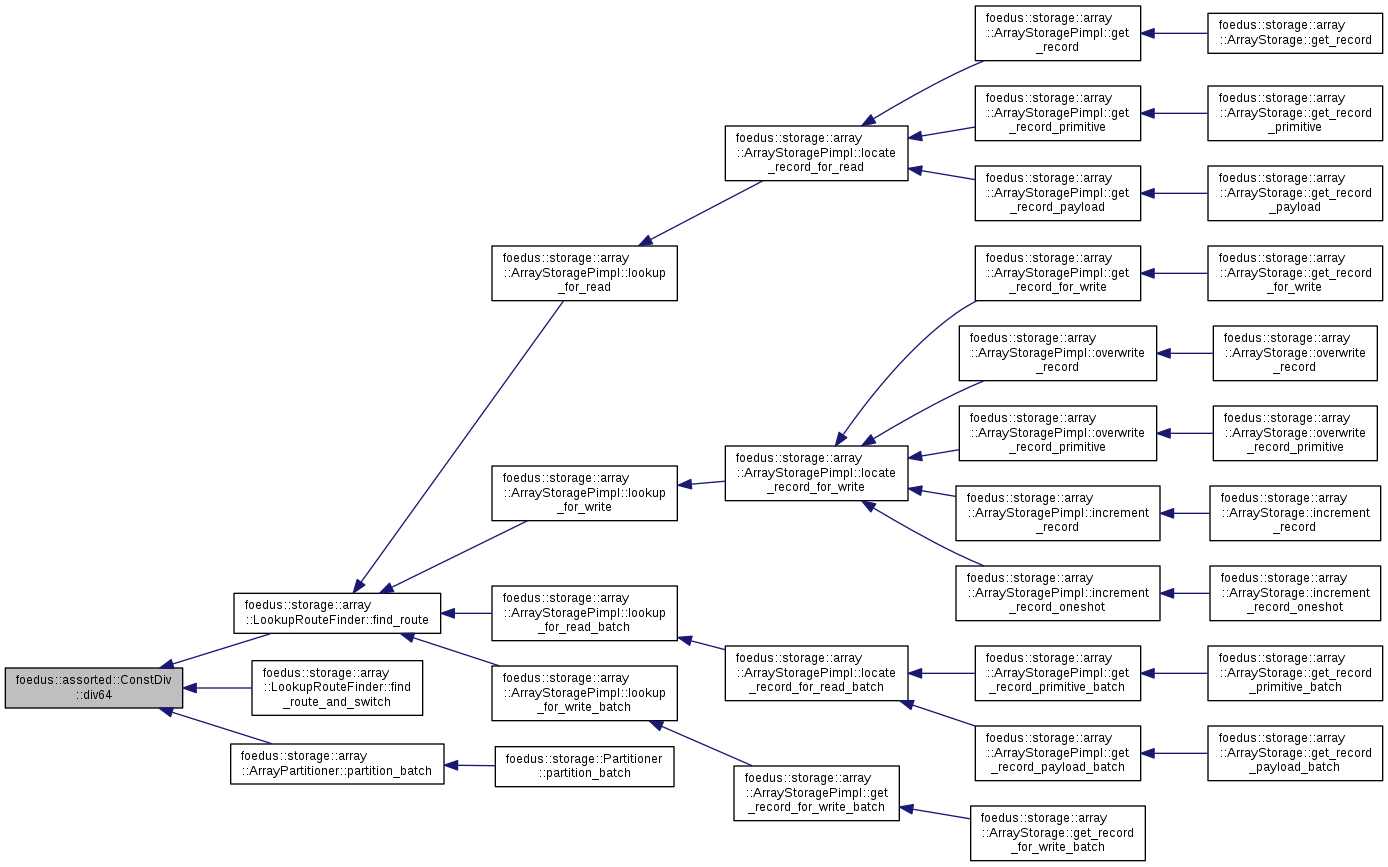 foedus::storage::array
::ArrayStoragePimpl::get
_record
foedus::storage::array
::ArrayStorage::get_record
foedus::storage::array
::ArrayStoragePimpl::get
_record_primitive
foedus::storage::array
::ArrayStorage::get_record
_primitive
foedus::storage::array
::ArrayStoragePimpl::locate
_record_for_read
foedus::storage::array
::ArrayStoragePimpl::get
_record_payload
foedus::storage::array
::ArrayStorage::get_record
_payload
foedus::storage::array
::ArrayStoragePimpl::lookup
_for_read
foedus::storage::array
::ArrayStoragePimpl::get
_record_for_write
foedus::storage::array
::ArrayStorage::get_record
_for_write
foedus::storage::array
::ArrayStoragePimpl::overwrite
_record
foedus::storage::array
::ArrayStorage::overwrite
_record
foedus::storage::array
::ArrayStoragePimpl::overwrite
_record_primitive
foedus::storage::array
::ArrayStorage::overwrite
_record_primitive
foedus::storage::array
::ArrayStoragePimpl::locate
_record_for_write
foedus::storage::array
::ArrayStoragePimpl::lookup
_for_write
foedus::storage::array
::ArrayStoragePimpl::increment
_record
foedus::storage::array
::ArrayStorage::increment
_record
foedus::storage::array
::ArrayStoragePimpl::increment
_record_oneshot
foedus::storage::array
::ArrayStorage::increment
_record_oneshot
foedus::storage::array
::LookupRouteFinder::find_route
foedus::storage::array
::ArrayStoragePimpl::lookup
_for_read_batch
foedus::assorted::ConstDiv
::div64
foedus::storage::array
::LookupRouteFinder::find
_route_and_switch
foedus::storage::array
::ArrayStoragePimpl::lookup
_for_write_batch
foedus::storage::array
::ArrayStoragePimpl::locate
_record_for_read_batch
foedus::storage::array
::ArrayStoragePimpl::get
_record_primitive_batch
foedus::storage::array
::ArrayStorage::get_record
_primitive_batch
foedus::storage::array
::ArrayPartitioner::partition_batch
foedus::storage::Partitioner
::partition_batch
foedus::storage::array
::ArrayStoragePimpl::get
_record_payload_batch
foedus::storage::array
::ArrayStorage::get_record
_payload_batch
foedus::storage::array
::ArrayStoragePimpl::get
_record_for_write_batch
foedus::storage::array
::ArrayStorage::get_record
_for_write_batch